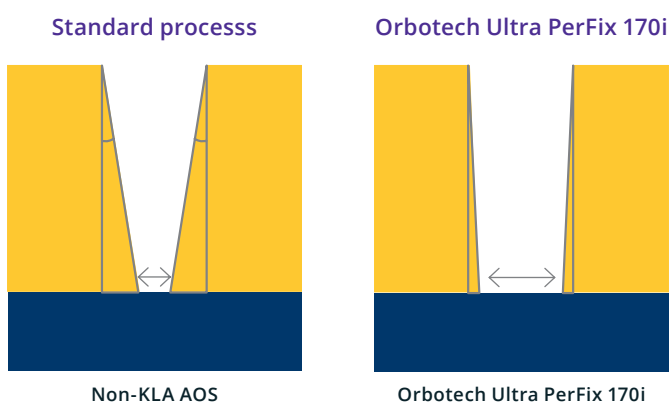 Standard processs
Orbotech Ultra PerFix 170i
Non-KLA AOS
Orbotech Ultra PerFix 170i